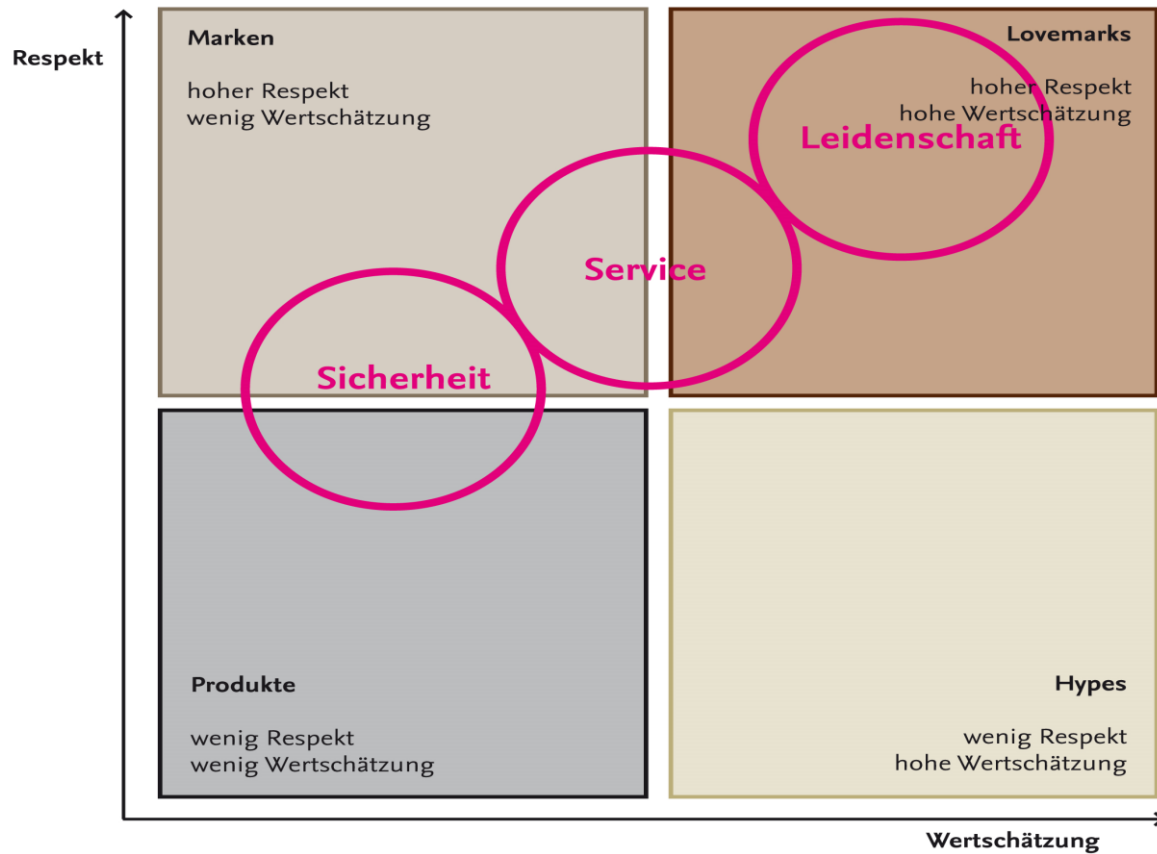 Respekt
Marken
hoher Respekt
wenig Wertschätzung
Lovemarks
hoher Respekt
hohe Wertschätzung
Leidenschaft
Service
Sicherheit
Produkte
wenig Respekt
wenig Wertschätzung
Hypes
wenig Respekt
hohe Wertschätzung
Wertschätzung